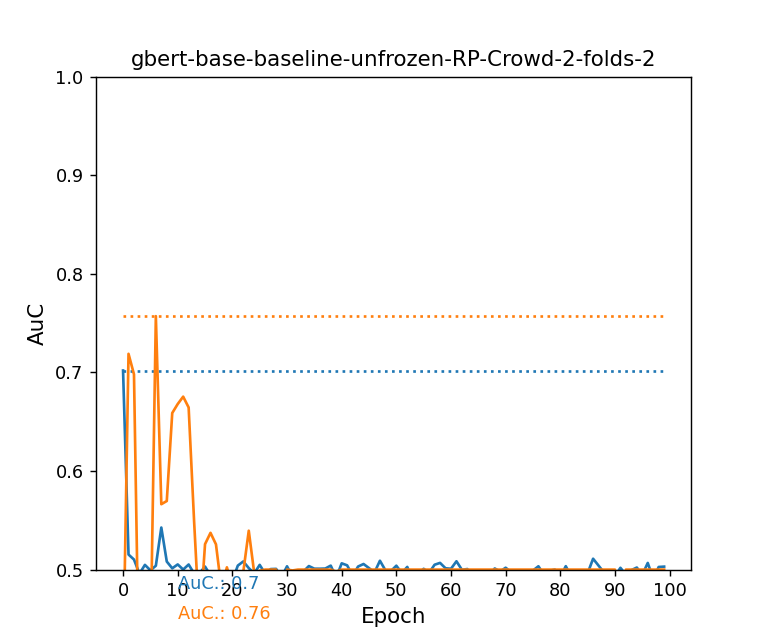 gbert-base-baseline-unfrozen-RP-Crowd-2-folds-2
1.0
0.9
0.8
0.7
0.6
0.5
AuC
0 10 20 30 40 50 60 70 80 90 100
AuC.: 0.7
AuC.: 0.76
Epoch